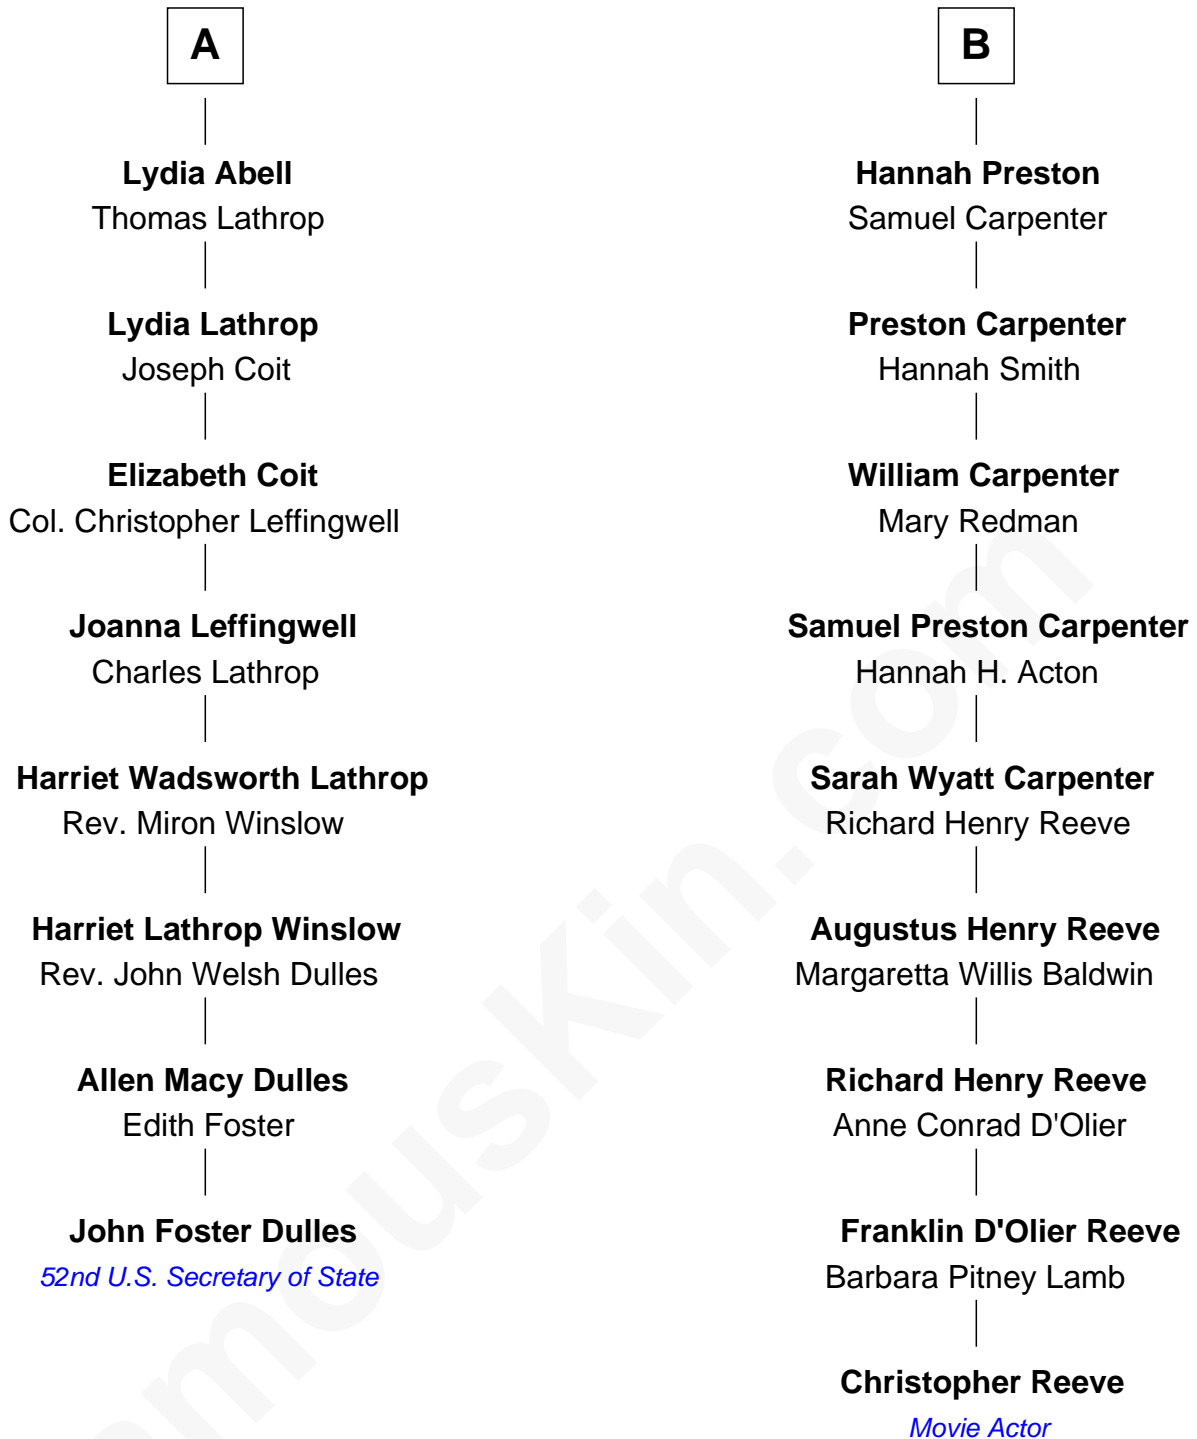 A
Lydia Abell
Thomas Lathrop
Lydia Lathrop
Joseph Coit
Elizabeth Coit
Col. Christopher Leffingwell
Joanna Leffingwell
Charles Lathrop
Harriet Wadsworth Lathrop
Rev. Miron Winslow
Harriet Lathrop Winslow
Rev. John Welsh Dulles
Allen Macy Dulles
Edith Foster
John Foster Dulles
52nd U.S. Secretary of State
B
Hannah Preston
Samuel Carpenter
Preston Carpenter
Hannah Smith
William Carpenter
Mary Redman
Samuel Preston Carpenter
Hannah H. Acton
Sarah Wyatt Carpenter
Richard Henry Reeve
Augustus Henry Reeve
Margaretta Willis Baldwin
Richard Henry Reeve
Anne Conrad D'Olier
Franklin D'Olier Reeve
Barbara Pitney Lamb
Christopher Reeve
Movie Actor
mousKin.com